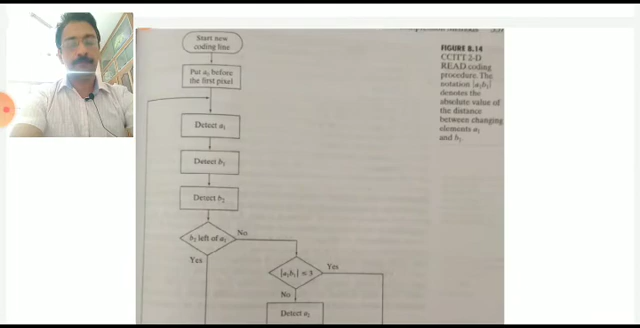 Start new
coding line
Put a₀ before
the first pixel
Detect a₁
Detect b₁
Detect b₂
b₂ left of a₁
No
Yes
|a₁b₁| ≤ 3
Yes
No
Detect a₂
FIGURE 8.14
CCITT 2-D
READ coding
procedure. The
notation |a₁b₁|
denotes the
absolute value of
the distance
between changing
elements a₁
and b₁.